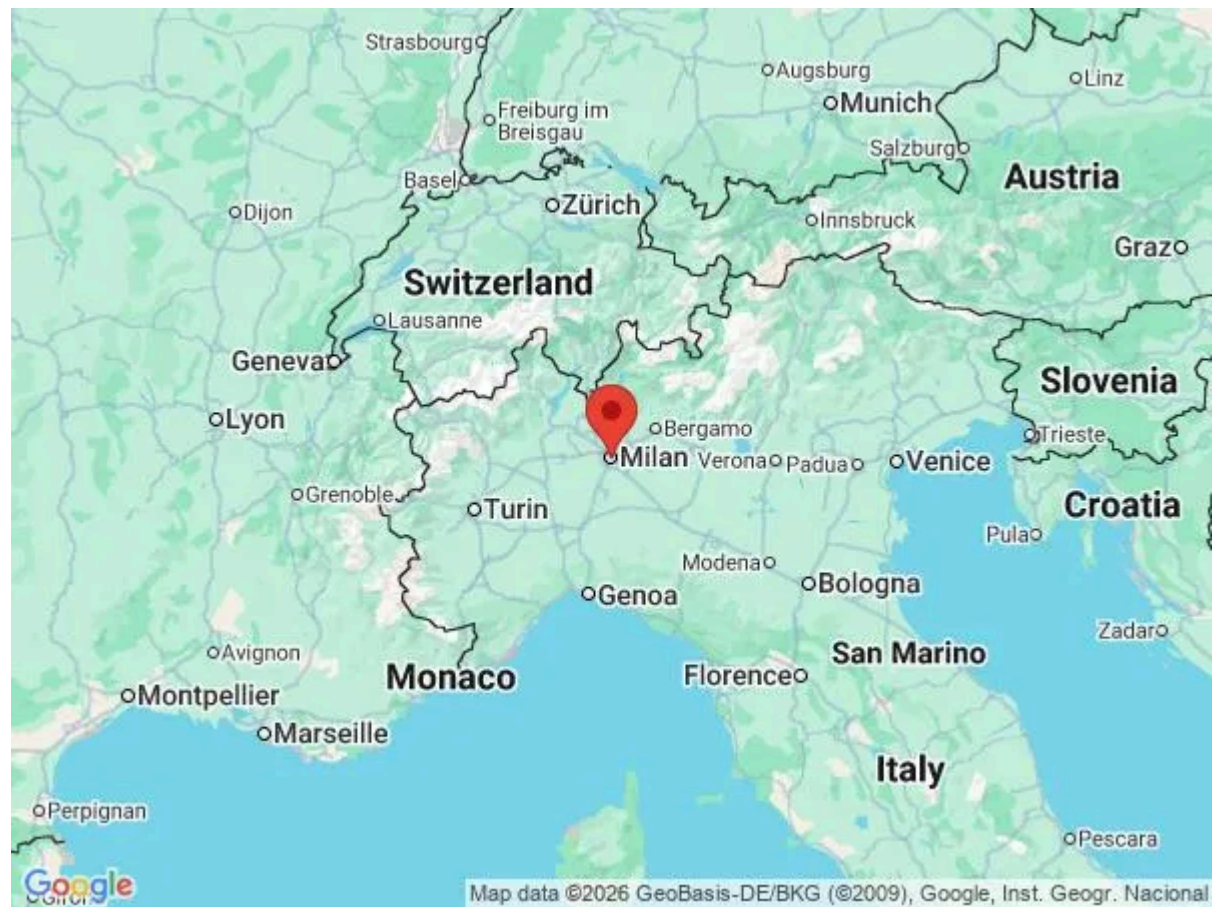 Strasbourg
Augsburg
Linz
Munich
Freiburg im
Breisgau
Salzburg
Austria
Basel
Zürich
Dijon
Innsbruck
Graz
Switzerland
Lausanne
Geneva
Slovenia
Lyon
Bergamo
Trieste
Milan
Verona
Padua
Venice
Grenoble
Turin
Croatia
Pula
Modena
Bologna
Genoa
Zadar
Avignon
San Marino
Monaco
Florence
Montpellier
Marseille
Italy
Perpignan
Pescara
Google
Map data ©2026 GeoBasis-DE/BKG (©2009), Google, Inst. Geogr. Nacional